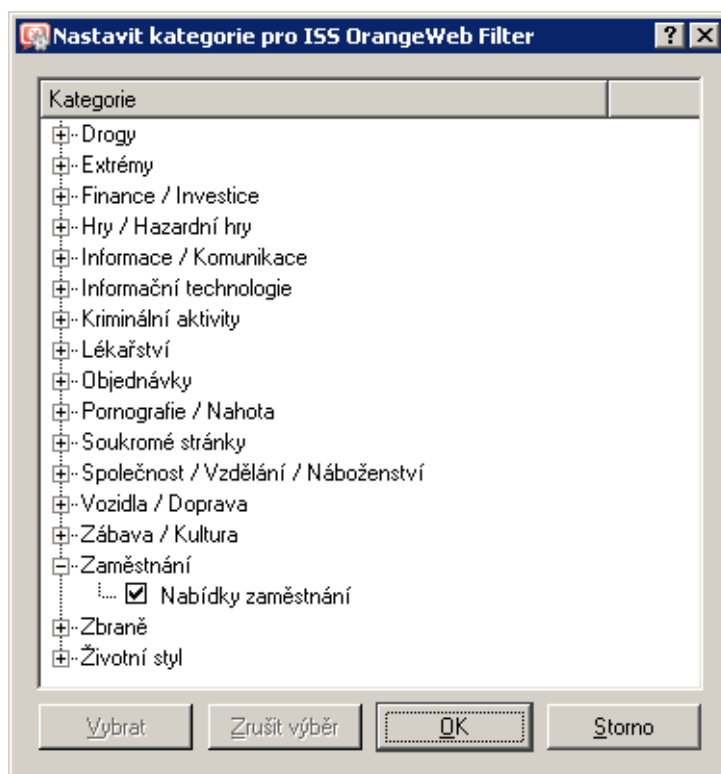 Nastavit kategorie pro ISS OrangeWeb Filter
Kategorie
Drogy
Extrémy
Finance / Investice
Hry / Hazardní hry
Informace / Komunikace
Informační technologie
Kriminální aktivity
Lékařství
Objednávky
Pornografie / Nahota
Soukromé stránky
Společnost / Vzdělání / Náboženství
Vozidla / Doprava
Zábava / Kultura
Zaměstnání
Nabídky zaměstnání
Zbraně
Životní styl
Vybrat Zrušit výběr OK Storno